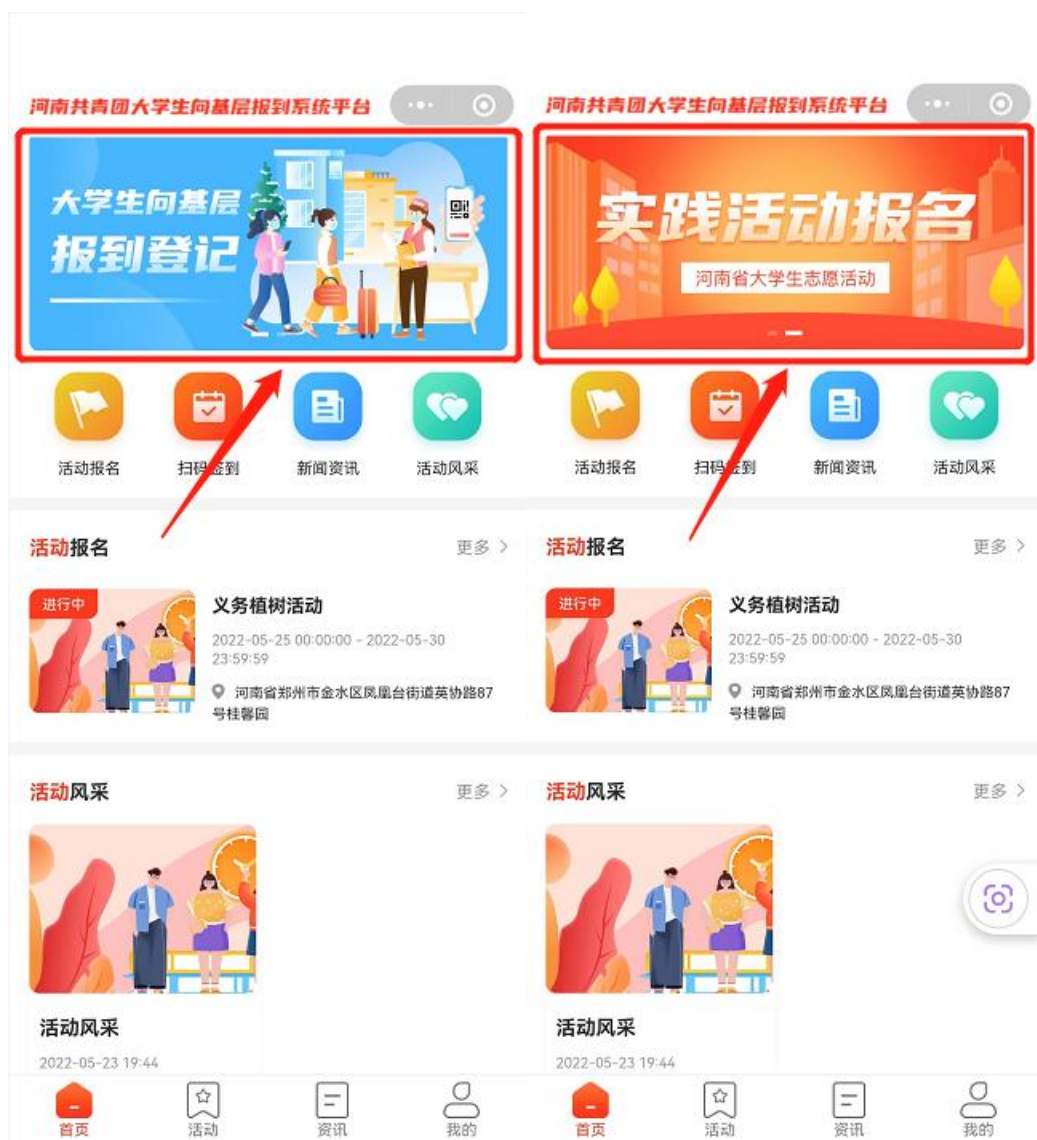 河南共青团大学生向基层报到系统平台
大学生向基层
报到登记
活动报名
扫码签到
新闻资讯
活动风采
活动报名
更多
进行中
义务植树活动
2022-05-25 00:00:00 - 2022-05-30
23:59:59
河南省郑州市金水区凤凰台街道英协路87
号桂馨园
活动风采
更多
活动风采
2022-05-23 19:44
首页
活动
资讯
我的
河南共青团大学生向基层报到系统平台
实践活动报名
河南省大学生志愿活动
活动报名
扫码签到
新闻资讯
活动风采
活动报名
更多
进行中
义务植树活动
2022-05-25 00:00:00 - 2022-05-30
23:59:59
河南省郑州市金水区凤凰台街道英协路87
号桂馨园
活动风采
更多
活动风采
2022-05-23 19:44
首页
活动
资讯
我的